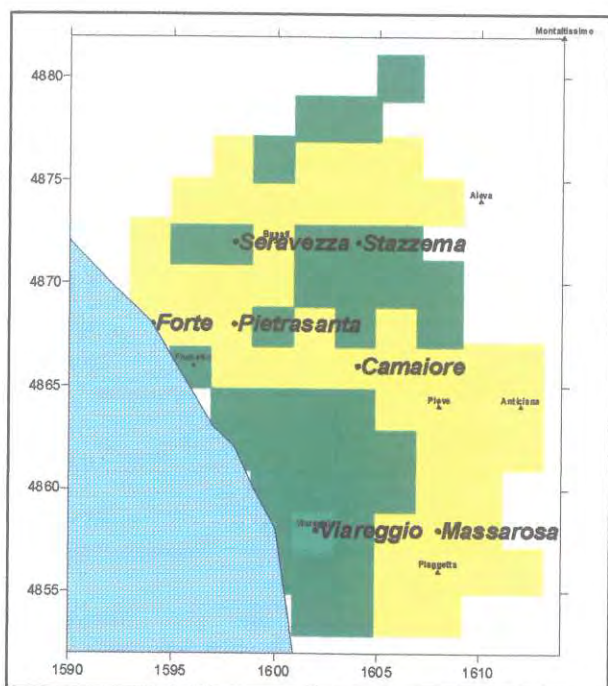 Montaltissimo
4880
4875
Aleva
Seravezza Stazzema
4870
Forte Pietrasanta
Camaiore
4865
Pieve Anticiana
4860
Viareggio Massarosa
Piaggetta
4855
1590 1595 1600 1605 1610